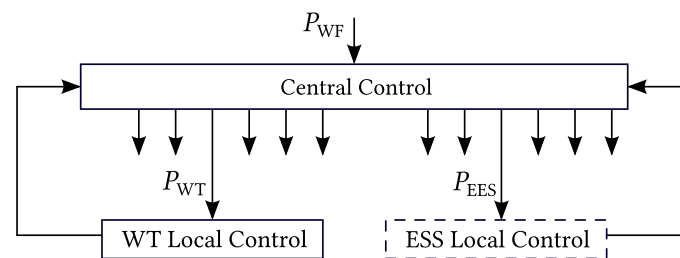 P_WF
Central Control
P_WT
P_EES
WT Local Control
ESS Local Control